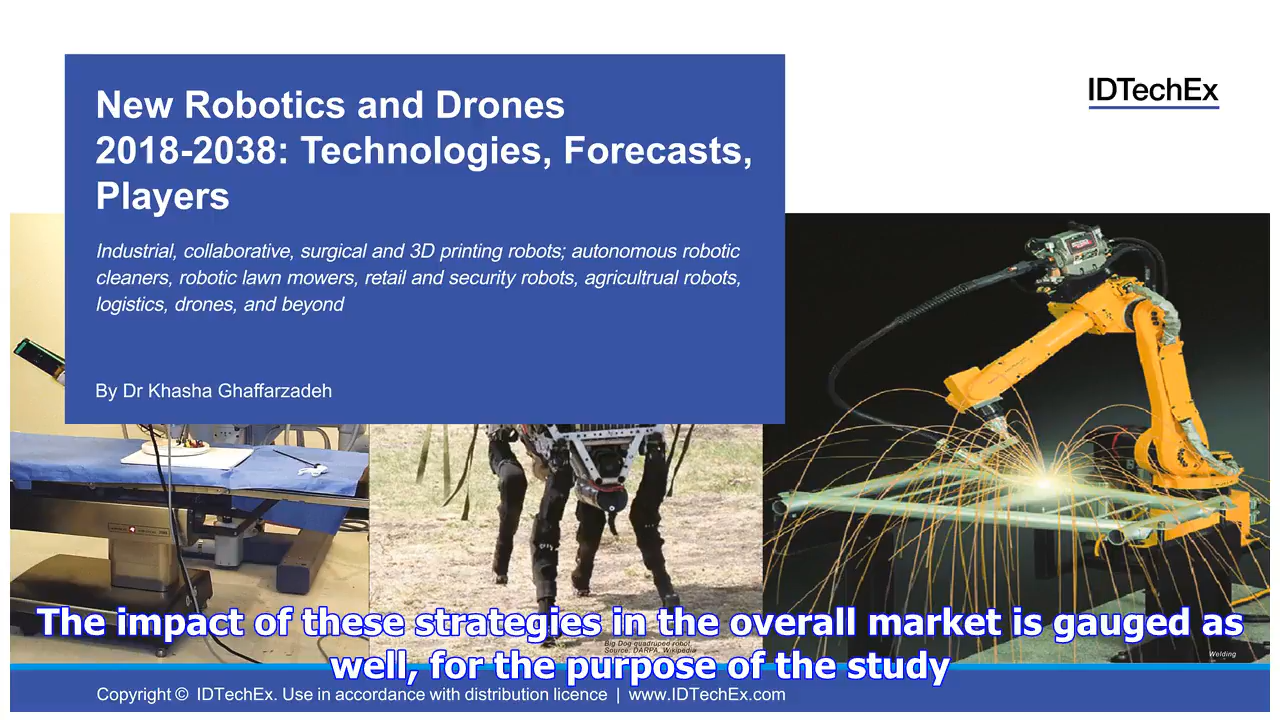 New Robotics and Drones
2018-2038: Technologies, Forecasts,
Players
IDTechEx
Industrial, collaborative, surgical and 3D printing robots; autonomous robotic
cleaners, robotic lawn mowers, retail and security robots, agricultrual robots,
logistics, drones, and beyond
By Dr Khasha Ghaffarzadeh
The impact of these strategies in the overall market is gauged as
well, for the purpose of the study
Big Dog quadruped robot
Source: DARPA, Wikipedia
Welding
Copyright © IDTechEx. Use in accordance with distribution licence | www.IDTechEx.com